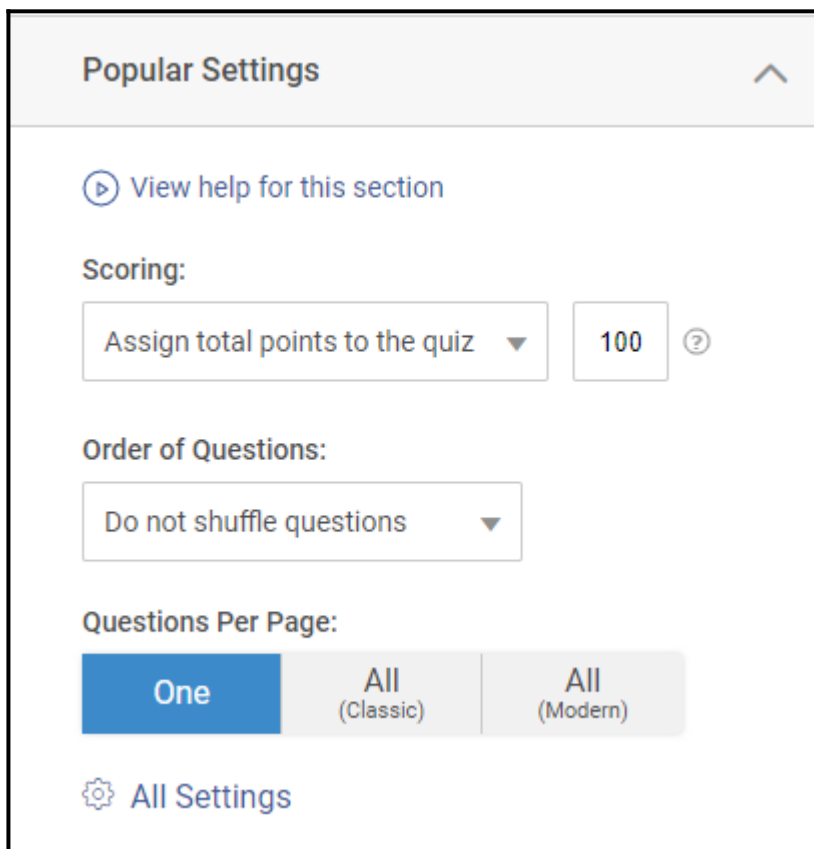 Popular Settings
View help for this section
Scoring:
Assign total points to the quiz 100 ?
Order of Questions:
Do not shuffle questions
Questions Per Page:
One All All
(Classic) (Modern)
All Settings